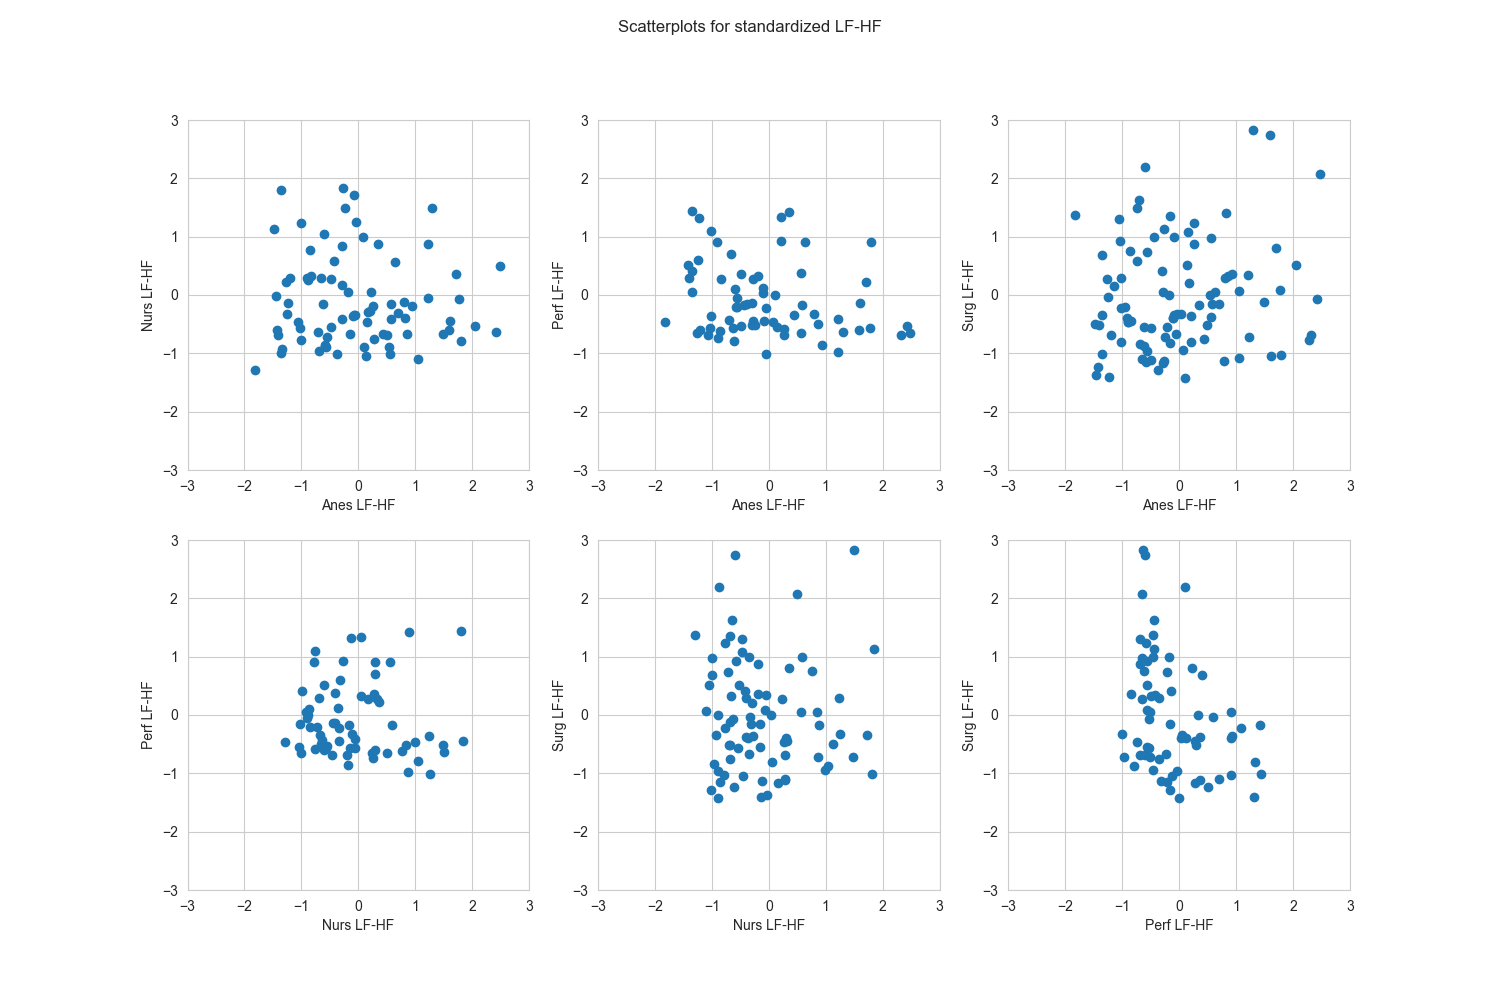 Scatterplots for standardized LF-HF
3
2
1
0
−1
−2
−3
Nurs LF-HF
−3 −2 −1 0 1 2 3
Anes LF-HF
3
2
1
0
−1
−2
−3
Perf LF-HF
−3 −2 −1 0 1 2 3
Anes LF-HF
3
2
1
0
−1
−2
−3
Surg LF-HF
−3 −2 −1 0 1 2 3
Anes LF-HF
3
2
1
0
−1
−2
−3
Perf LF-HF
−3 −2 −1 0 1 2 3
Nurs LF-HF
3
2
1
0
−1
−2
−3
Surg LF-HF
−3 −2 −1 0 1 2 3
Nurs LF-HF
3
2
1
0
−1
−2
−3
Surg LF-HF
−3 −2 −1 0 1 2 3
Perf LF-HF